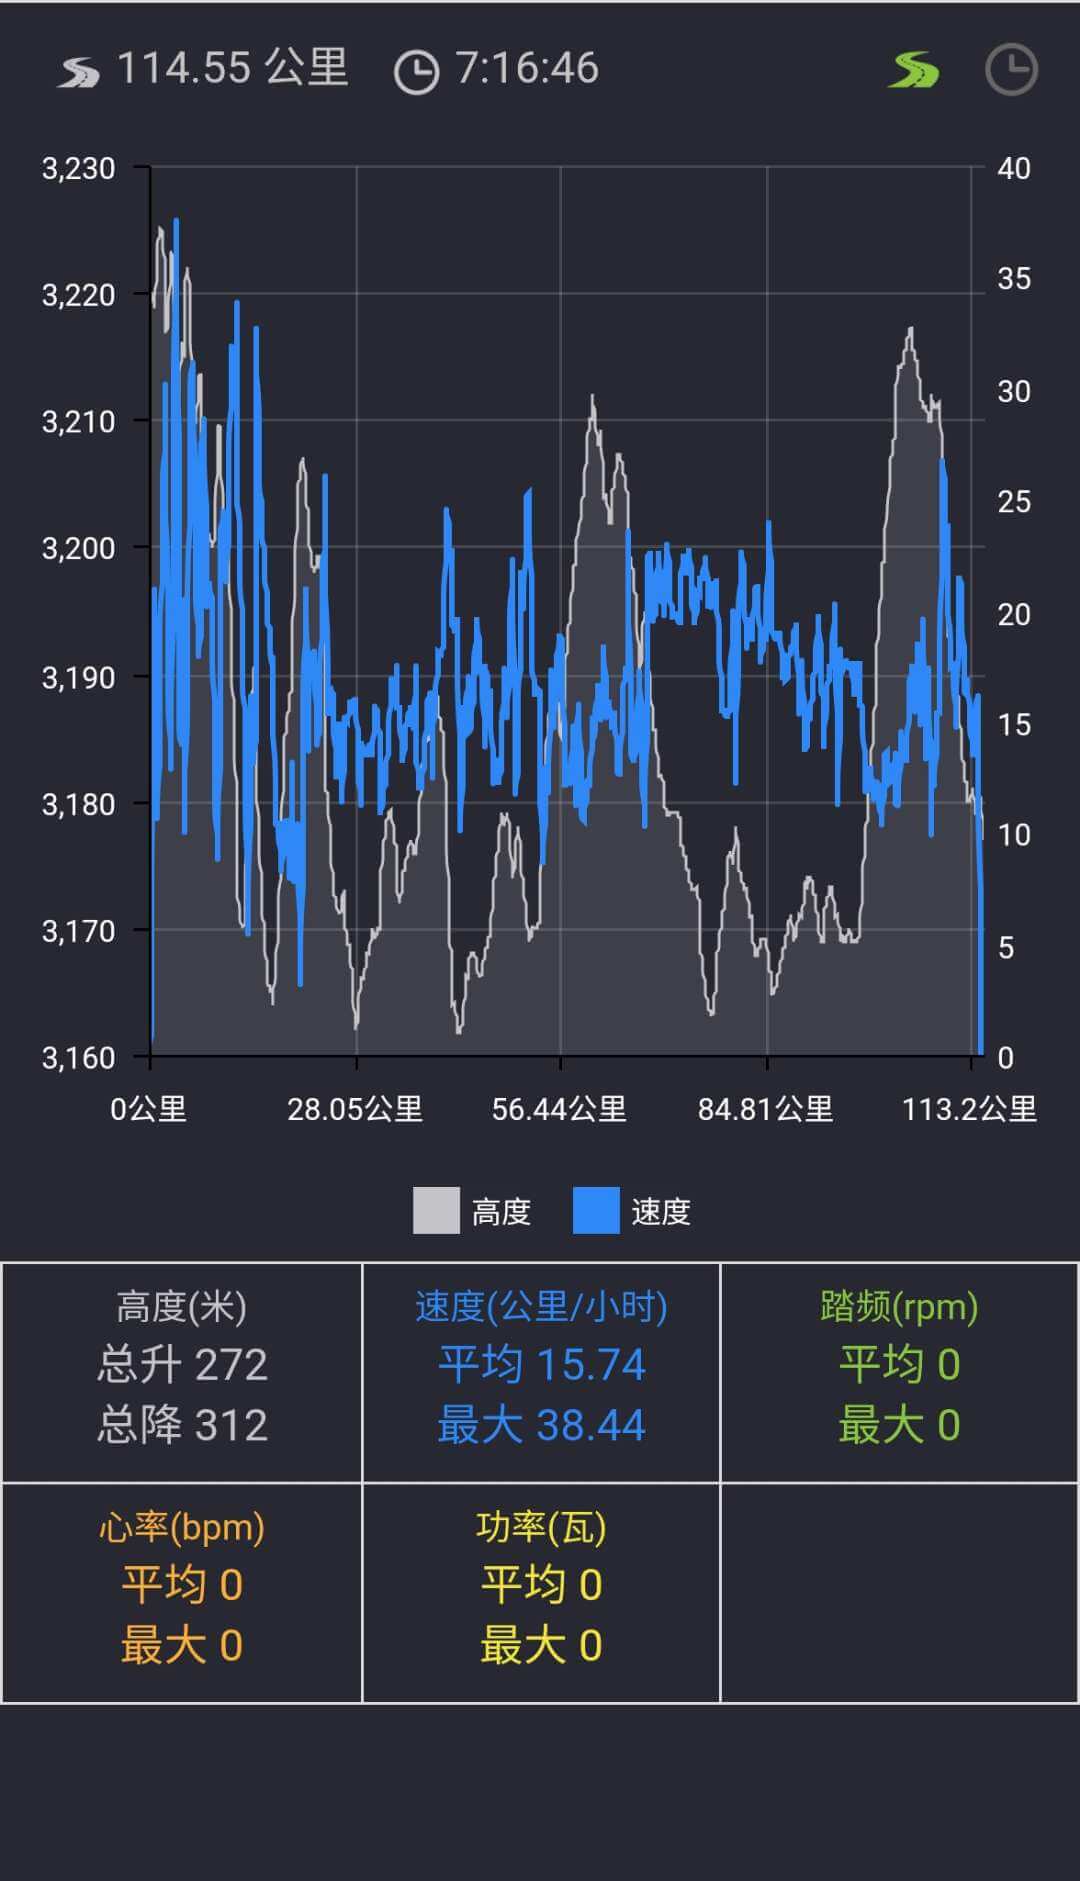 114.55 公里 7:16:46
3,230 40
3,220 35
3,210 30
3,200 25
3,190 20
3,180 15
3,170 10
3,160 5
0
0公里 28.05公里 56.44公里 84.81公里 113.2公里
高度 速度
高度(米)
总升 272
总降 312
速度(公里/小时)
平均 15.74
最大 38.44
踏频(rpm)
平均 0
最大 0
心率(bpm)
平均 0
最大 0
功率(瓦)
平均 0
最大 0